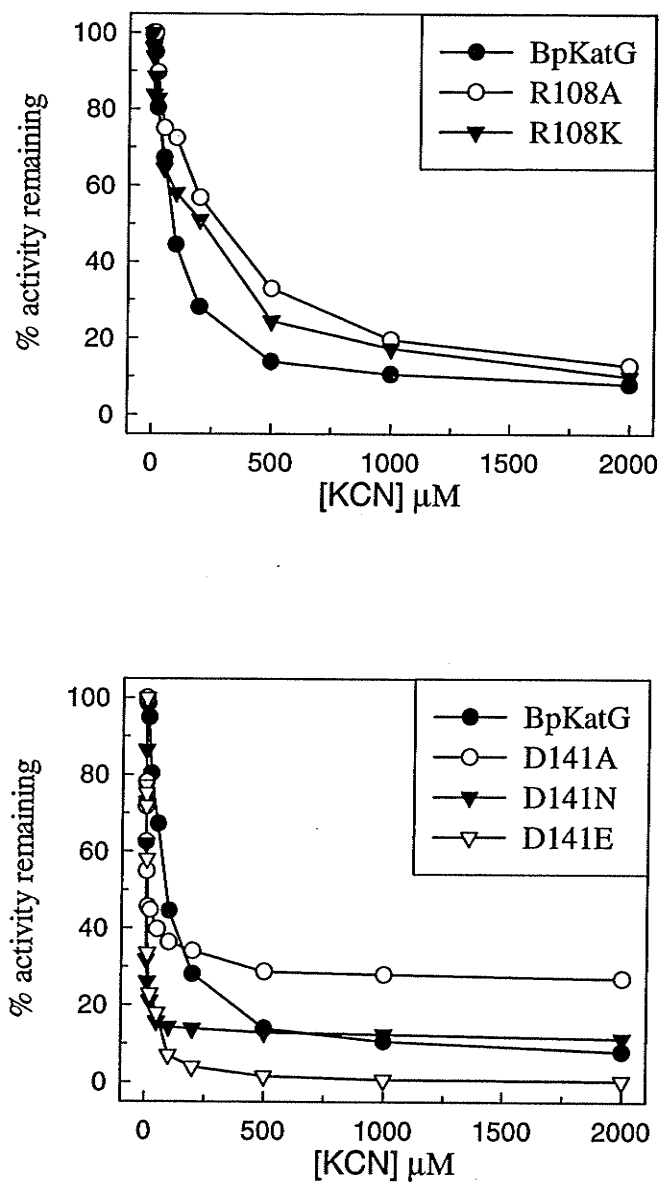 % activity remaining
100
80
60
40
20
0
BpKatG
R108A
R108K
0
500
1000
1500
2000
[KCN] µM
% activity remaining
100
80
60
40
20
0
BpKatG
D141A
D141N
D141E
0
500
1000
1500
2000
[KCN] µM